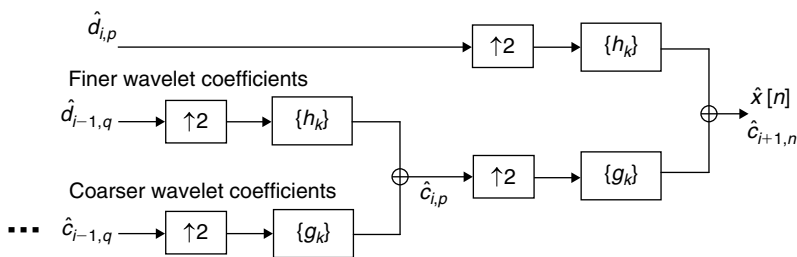 d̂i,p
↑2
{hk}
Finer wavelet coefficients
d̂i−1,q
↑2
{hk}
x̂[n]
ĉi+1,n
Coarser wavelet coefficients
ĉi,p
↑2
{gk}
... ĉi−1,q
↑2
{gk}